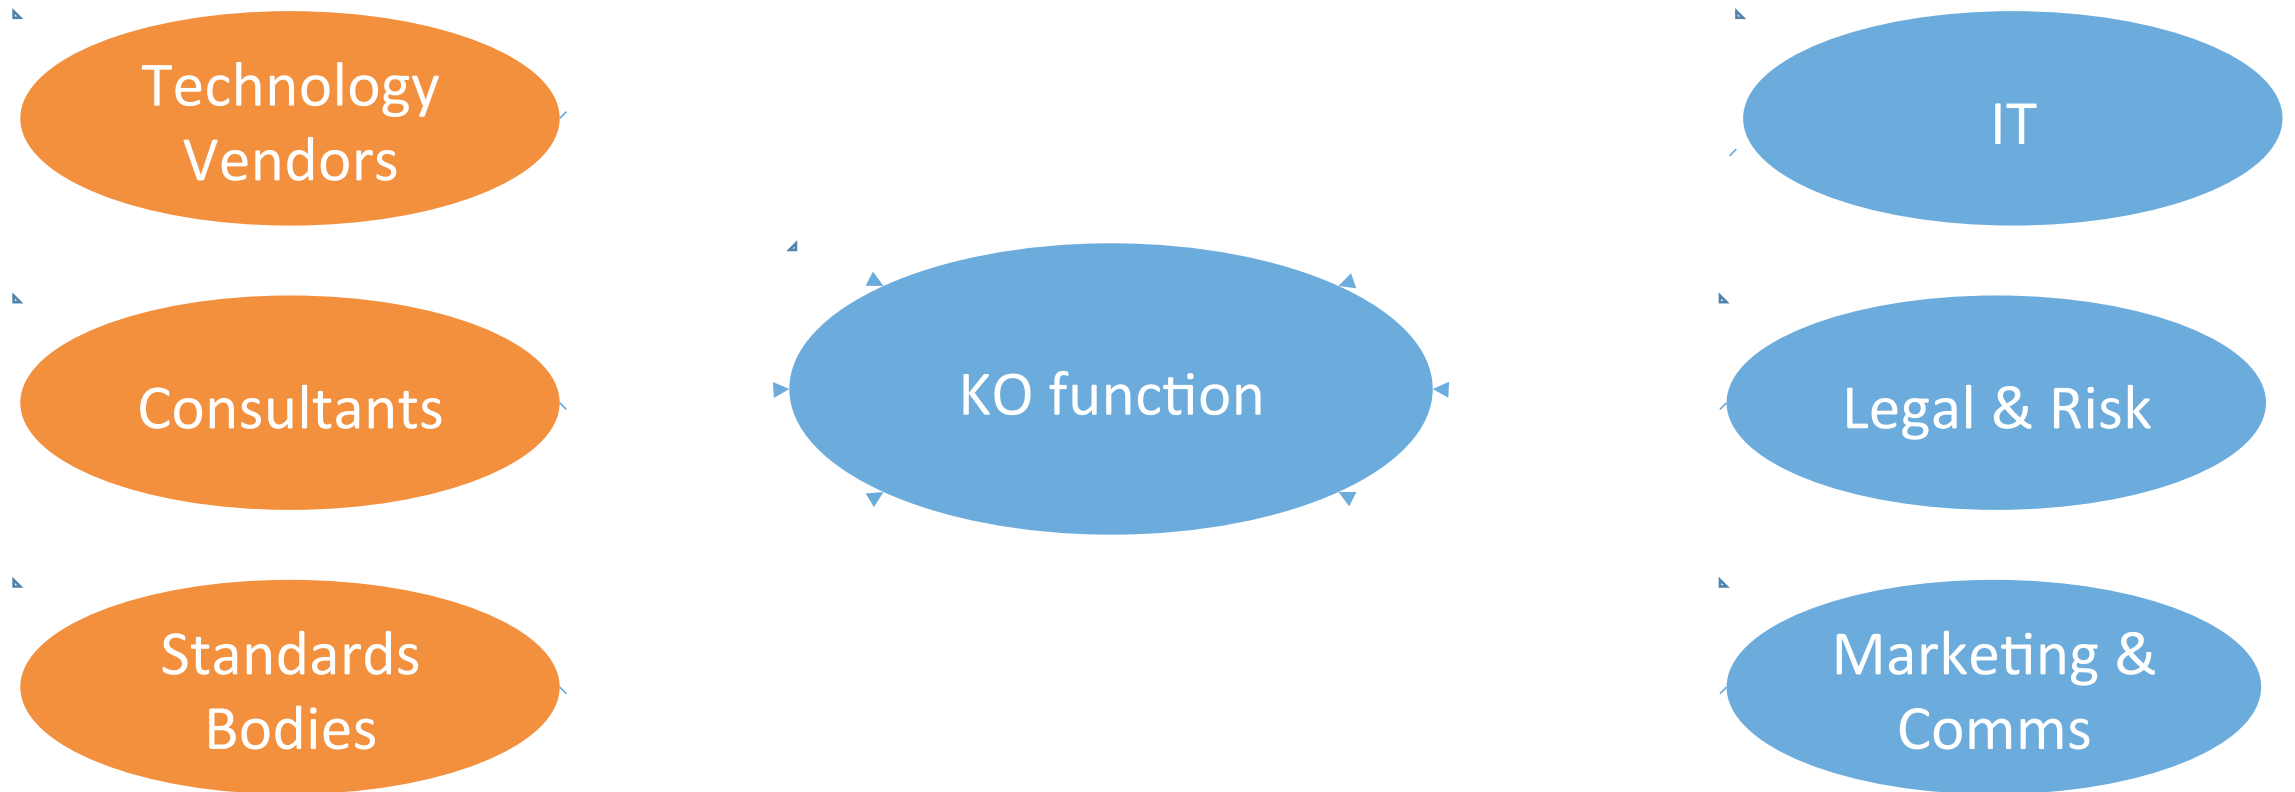 Technology
Vendors
IT
KO function
Consultants
Legal & Risk
Standards
Bodies
Marketing &
Comms